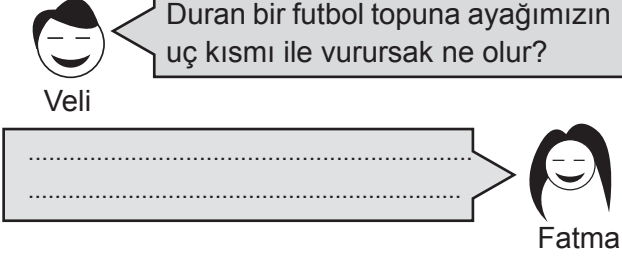 Duran bir futbol topuna ayağımızın
uç kısmı ile vurursak ne olur?
Veli
................................................................
................................................................
Fatma